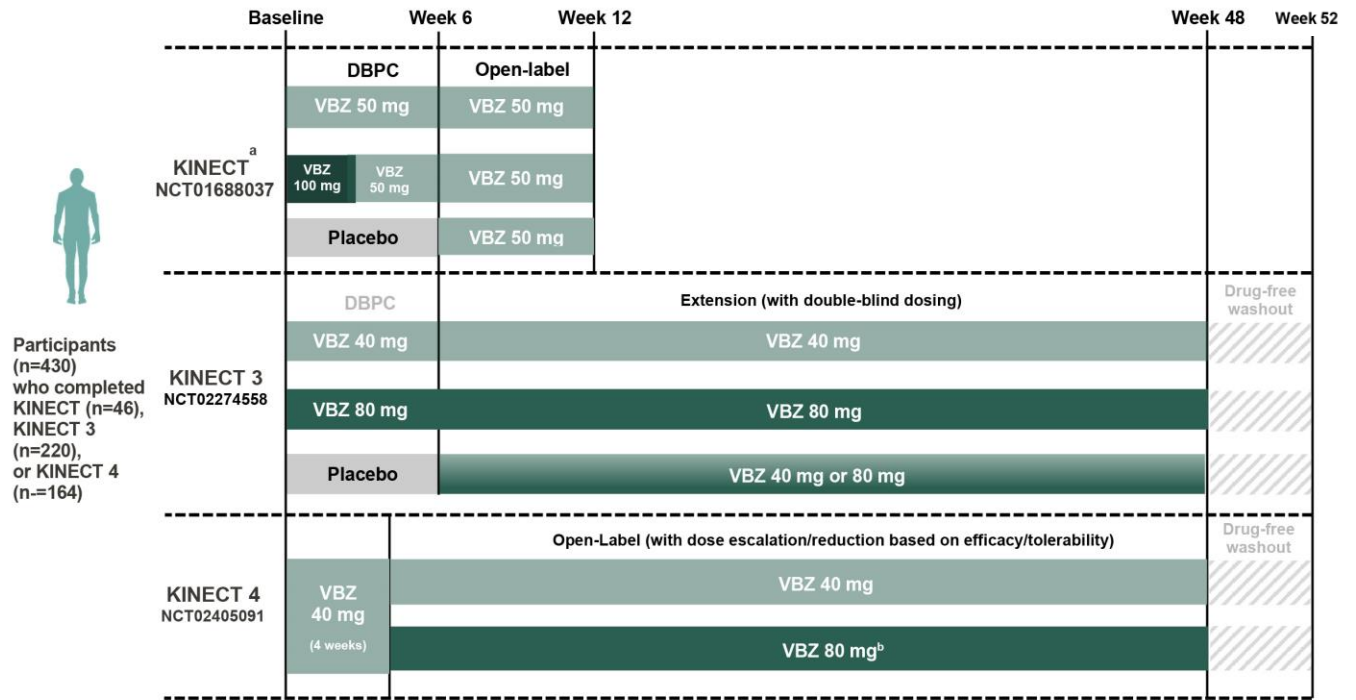 Baseline
Week 6
Week 12
Week 48
Week 52
DBPC
Open-label
VBZ 50 mg
VBZ 50 mg
KINECTa
NCT01688037
VBZ
100 mg
VBZ
50 mg
VBZ 50 mg
Placebo
VBZ 50 mg
Participants
(n=430)
who completed
KINECT (n=46),
KINECT 3
(n=220),
or KINECT 4
(n-=164)
DBPC
Extension (with double-blind dosing)
Drug-free
washout
VBZ 40 mg
VBZ 40 mg
KINECT 3
NCT02274558
VBZ 80 mg
VBZ 80 mg
Placebo
VBZ 40 mg or 80 mg
Open-Label (with dose escalation/reduction based on efficacy/tolerability)
Drug-free
washout
KINECT 4
NCT02405091
VBZ
40 mg
(4 weeks)
VBZ 40 mg
VBZ 80 mgb